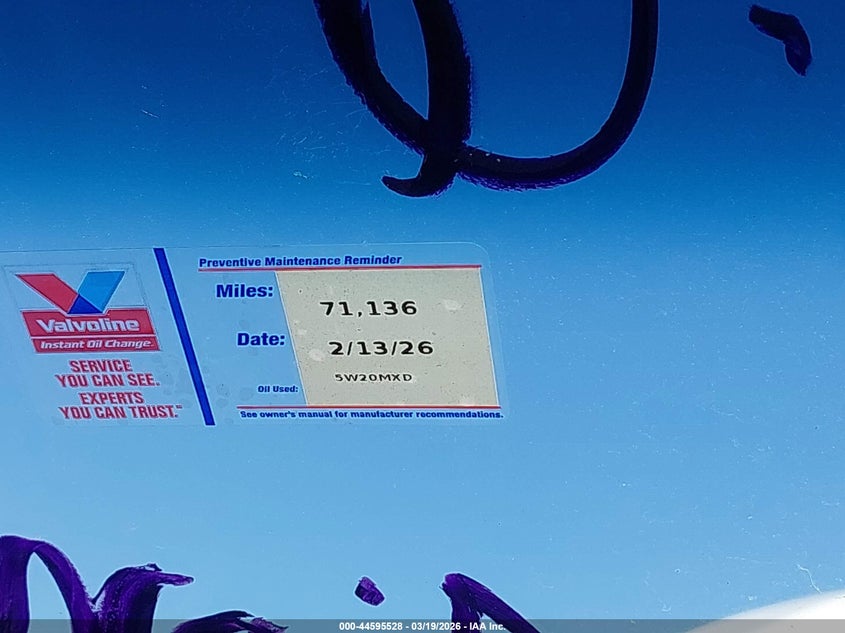 Valvoline
Instant Oil Change
SERVICE
YOU CAN SEE.
EXPERTS
YOU CAN TRUST.™
Preventive Maintenance Reminder
Miles:
71,136
Date:
2/13/26
Oil Used:
5W20MXD
See owner's manual for manufacturer recommendations.
000-44595528 - 03/19/2026 - IAA Inc.